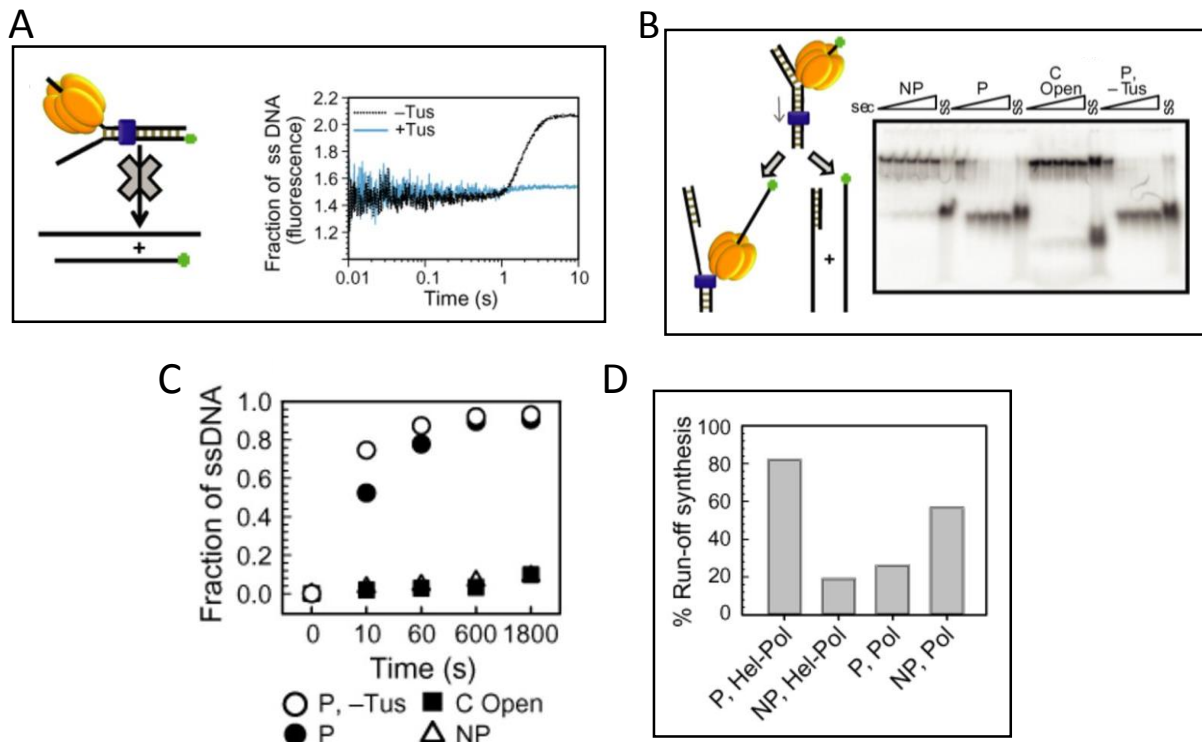 A
2.2
2.0
1.8
1.6
1.4
1.2
–Tus
+Tus
Fraction of ss DNA
(fluorescence)
0.01
0.1
1
10
Time (s)
+
B
sec
NP
SS
P
SS
C
Open
SS
P,
–Tus
SS
+
C
1.0
0.8
0.6
0.4
0.2
0.0
Fraction of ssDNA
0 10 60 600 1800
Time (s)
P, –Tus
C Open
P
NP
D
100
80
60
40
20
0
% Run-off synthesis
P, Hel-Pol
NP, Hel-Pol
P, Pol
NP, Pol